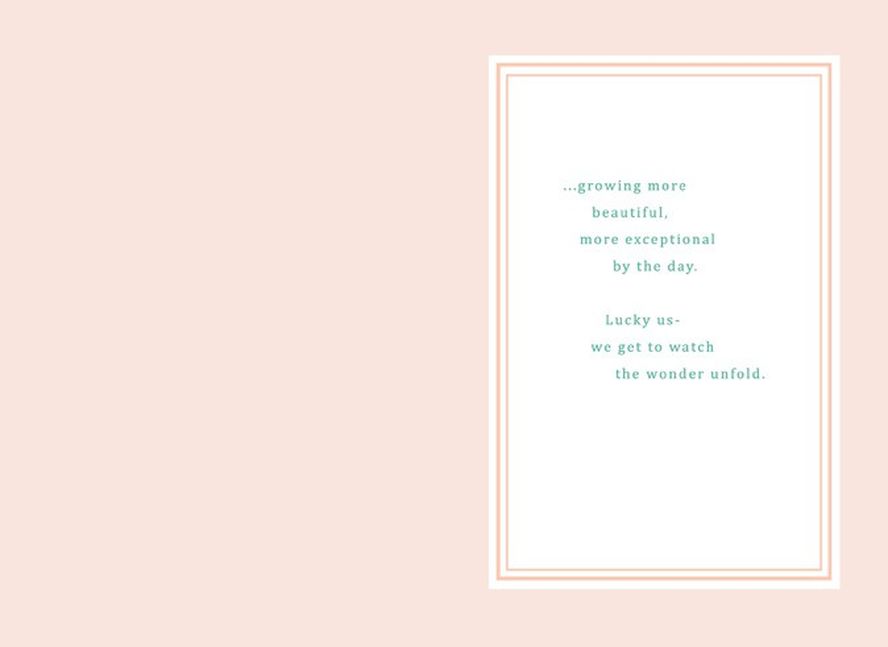 ...growing more
beautiful,
more exceptional
by the day.
Lucky us-
we get to watch
the wonder unfold.